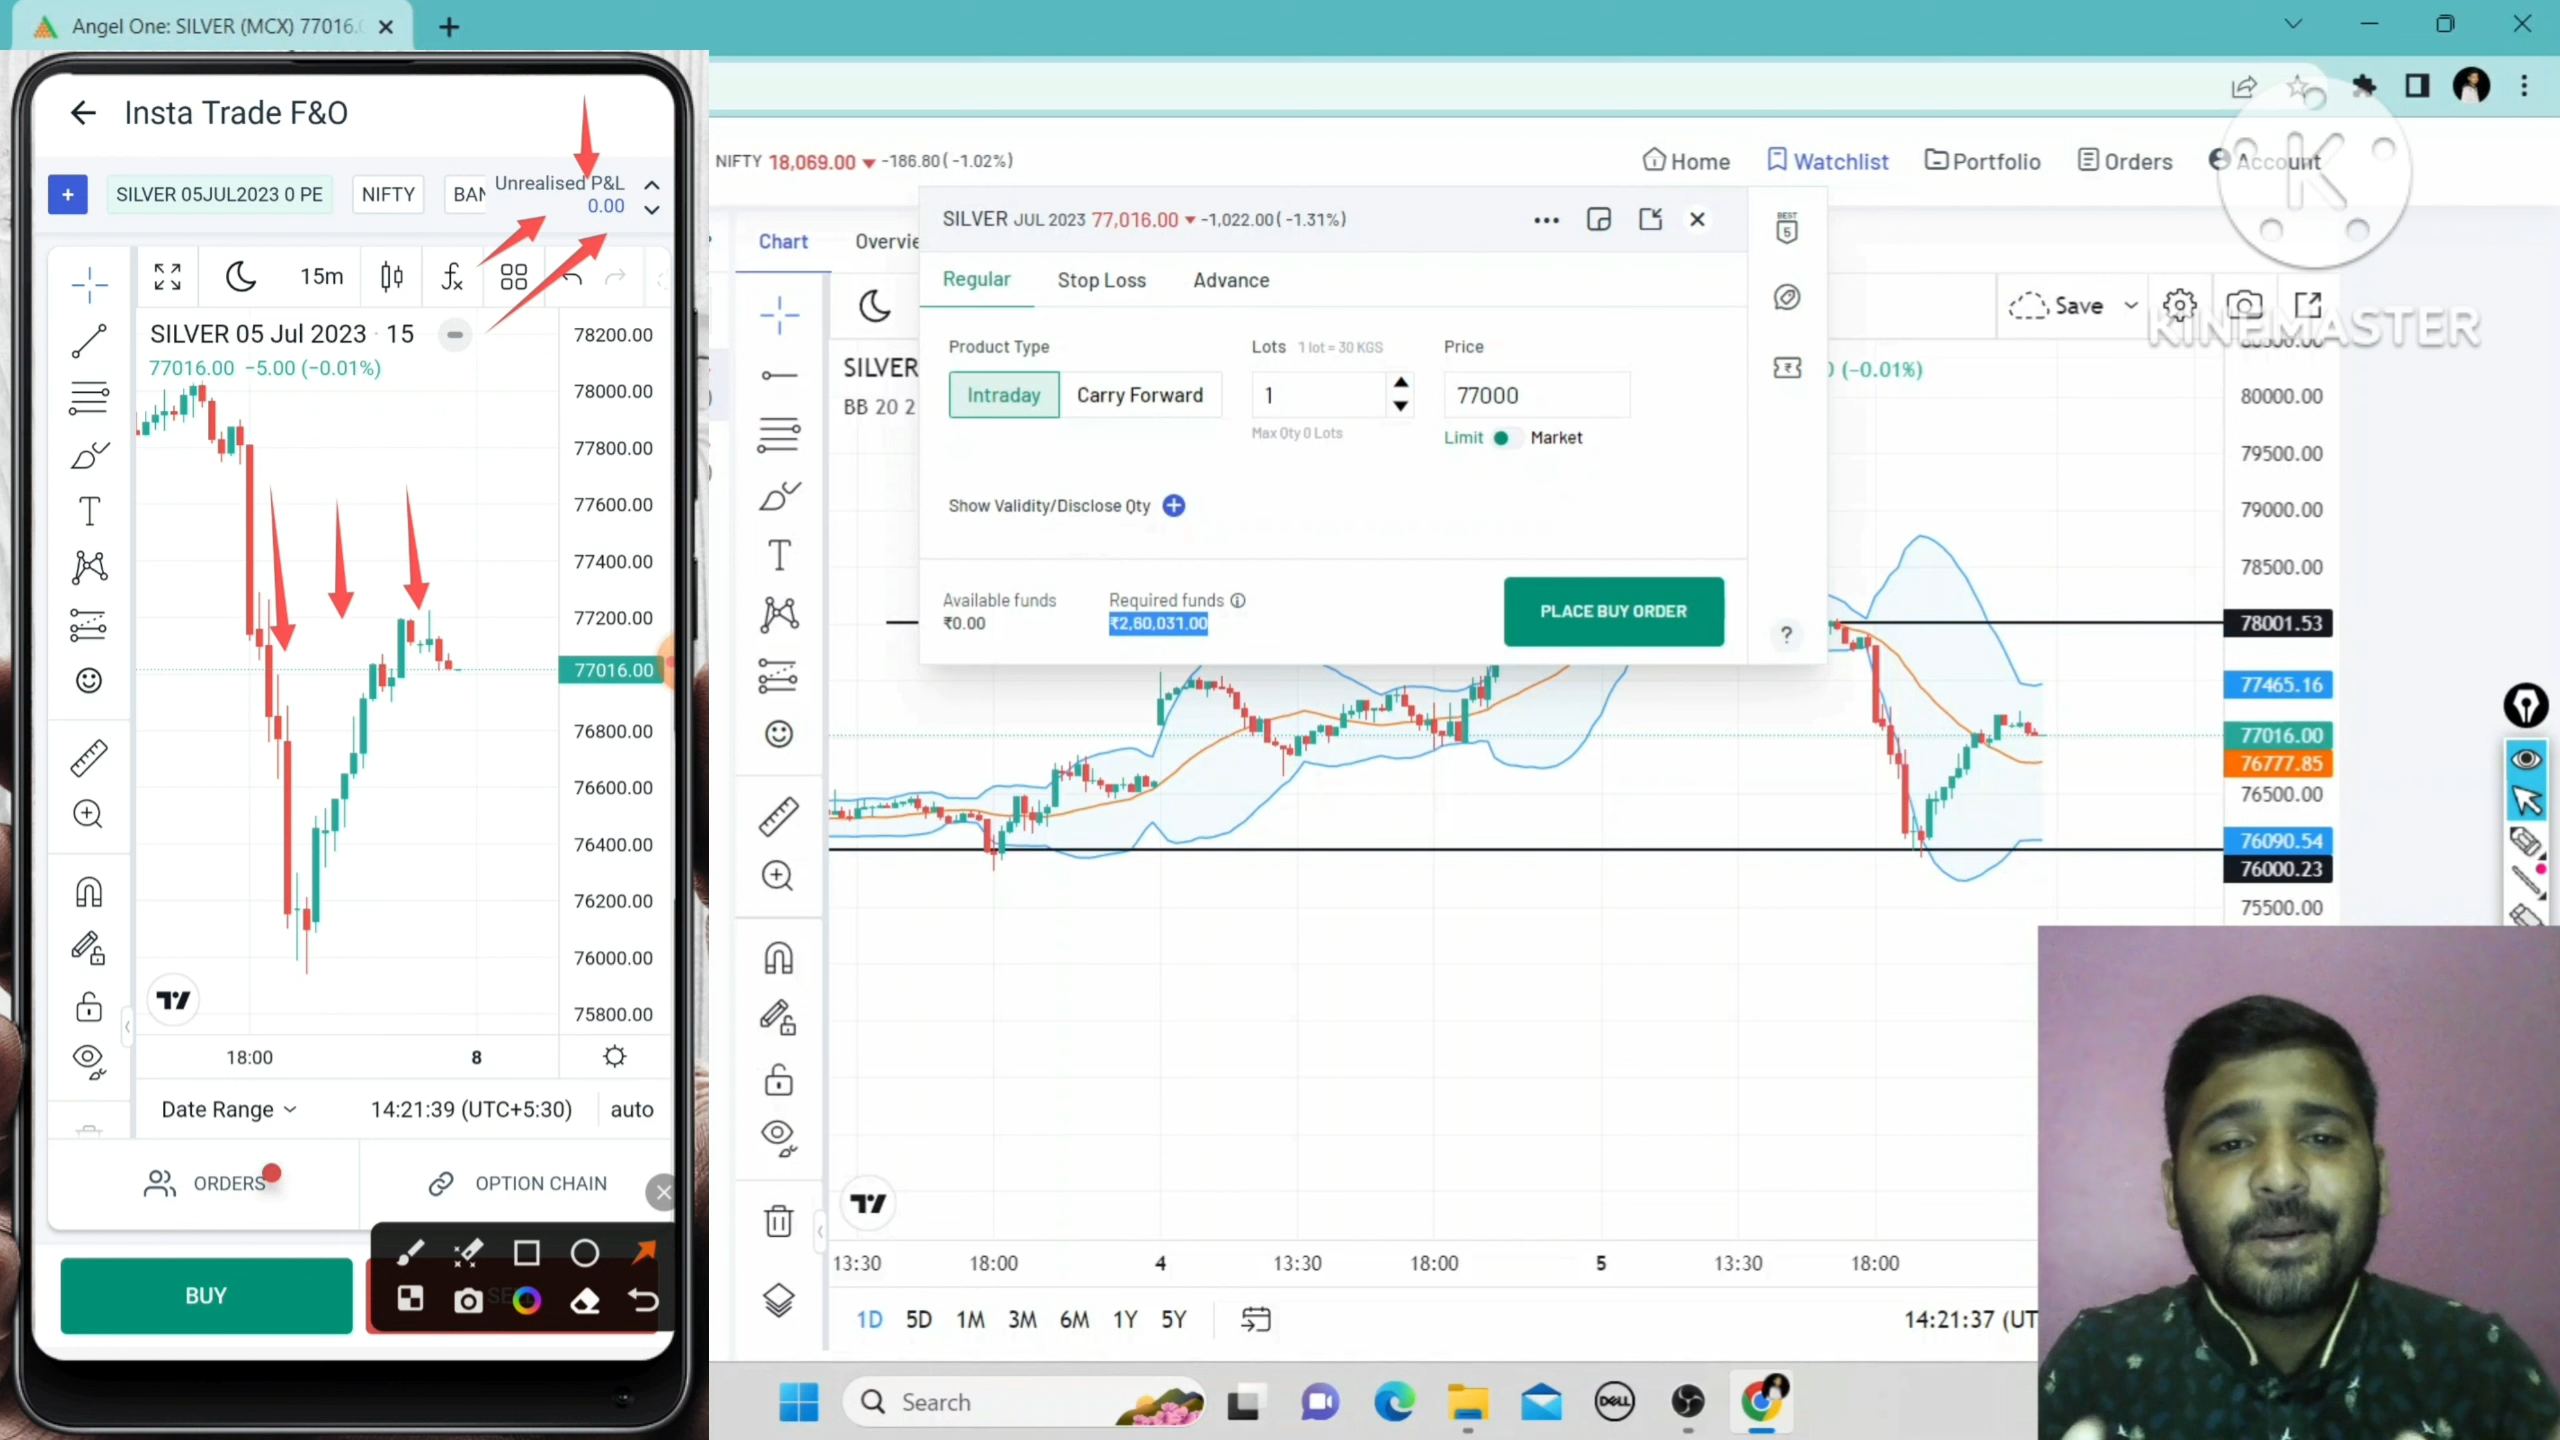 Angel One: SILVER (MCX) 77016.
Insta Trade F&O
SILVER 05JUL2023 0 PE
NIFTY
BAN
Unrealised P&L
0.00
15m
SILVER 05 Jul 2023 · 15
77016.00 −5.00 (−0.01%)
78200.00
78000.00
77800.00
77600.00
77400.00
77200.00
77016.00
76800.00
76600.00
76400.00
76200.00
76000.00
75800.00
18:00
8
Date Range
14:21:39 (UTC+5:30)
auto
ORDERS
OPTION CHAIN
BUY
NIFTY 18,069.00 ▼ -186.80 ( -1.02%)
Home
Watchlist
Portfolio
Orders
Account
K
KINEMASTER
Chart
Overvie
SILVER JUL 2023 77,016.00 ▼ -1,022.00 ( -1.31%)
BEST
5
Regular
Stop Loss
Advance
Product Type
Lots 1 lot = 30 KGS
Price
Intraday
Carry Forward
1
77000
Max Qty 0 Lots
Limit
Market
Show Validity/Disclose Qty
Available funds
₹0.00
Required funds
₹2,60,031.00
PLACE BUY ORDER
?
Save
SILVER
BB 20 2
(−0.01%)
80000.00
79500.00
79000.00
78500.00
78001.53
77465.16
77016.00
76777.85
76500.00
76090.54
76000.23
75500.00
13:30
18:00
4
13:30
18:00
5
13:30
18:00
1D
5D
1M
3M
6M
1Y
5Y
14:21:37 (UT
Search
DELL